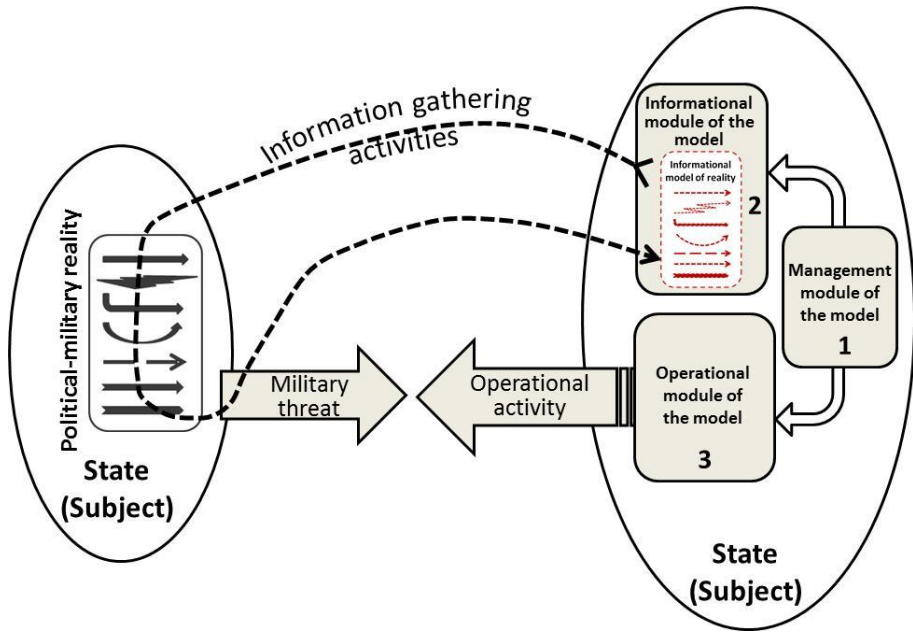 Information gathering
activities
Political-military reality
State
(Subject)
Military
threat
Operational
activity
Informational
module of the
model
Informational
model of reality
2
Management
module of
the model
1
Operational
module of
the model
3
State
(Subject)